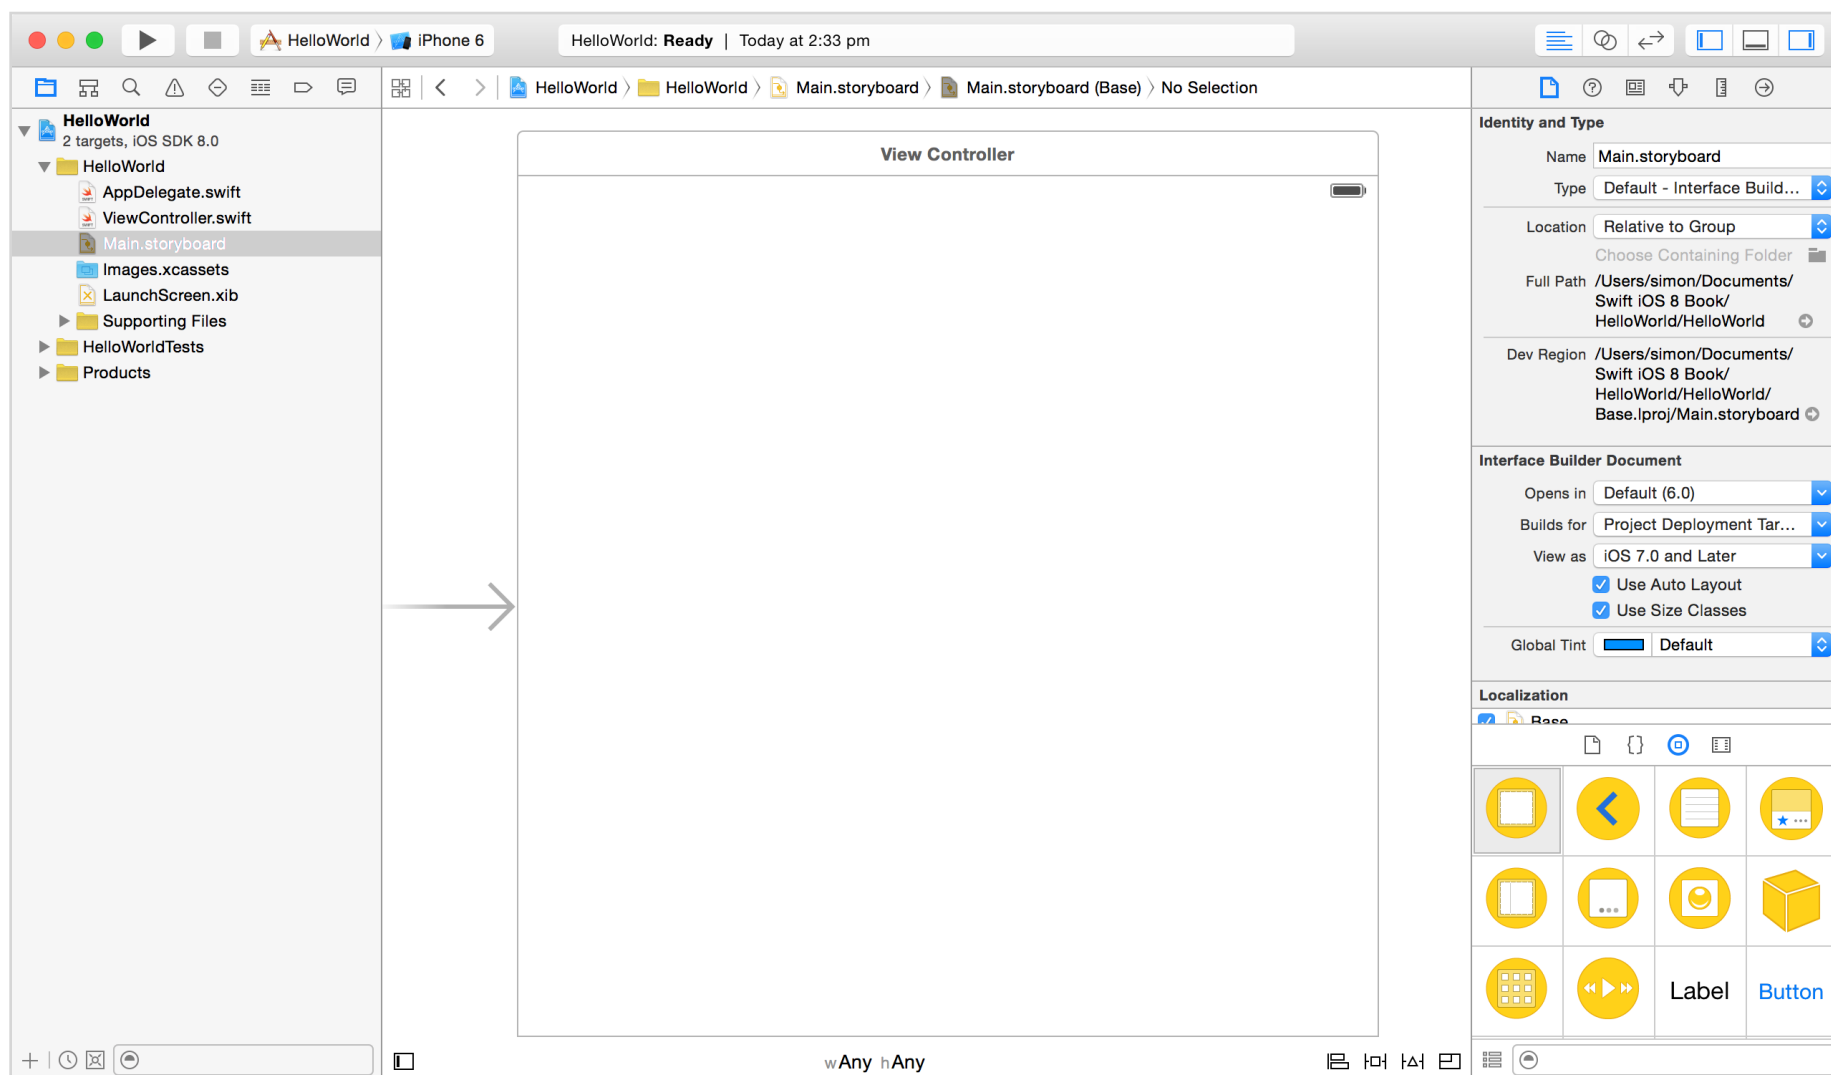 HelloWorld iPhone 6
HelloWorld: Ready | Today at 2:33 pm
HelloWorld HelloWorld Main.storyboard Main.storyboard (Base) No Selection
HelloWorld
2 targets, iOS SDK 8.0
HelloWorld
AppDelegate.swift
ViewController.swift
Main.storyboard
Images.xcassets
LaunchScreen.xib
Supporting Files
HelloWorldTests
Products
View Controller
wAny hAny
Identity and Type
Name Main.storyboard
Type Default - Interface Build...
Location Relative to Group
Choose Containing Folder
Full Path /Users/simon/Documents/
Swift iOS 8 Book/
HelloWorld/HelloWorld
Dev Region /Users/simon/Documents/
Swift iOS 8 Book/
HelloWorld/HelloWorld/
Base.lproj/Main.storyboard
Interface Builder Document
Opens in Default (6.0)
Builds for Project Deployment Tar...
View as iOS 7.0 and Later
Use Auto Layout
Use Size Classes
Global Tint Default
Localization
Base
{}
Label Button